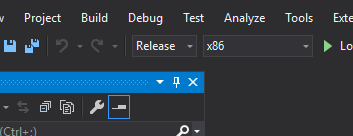 Project Build Debug Test Analyze Tools
Release x86
(Ctrl+;)